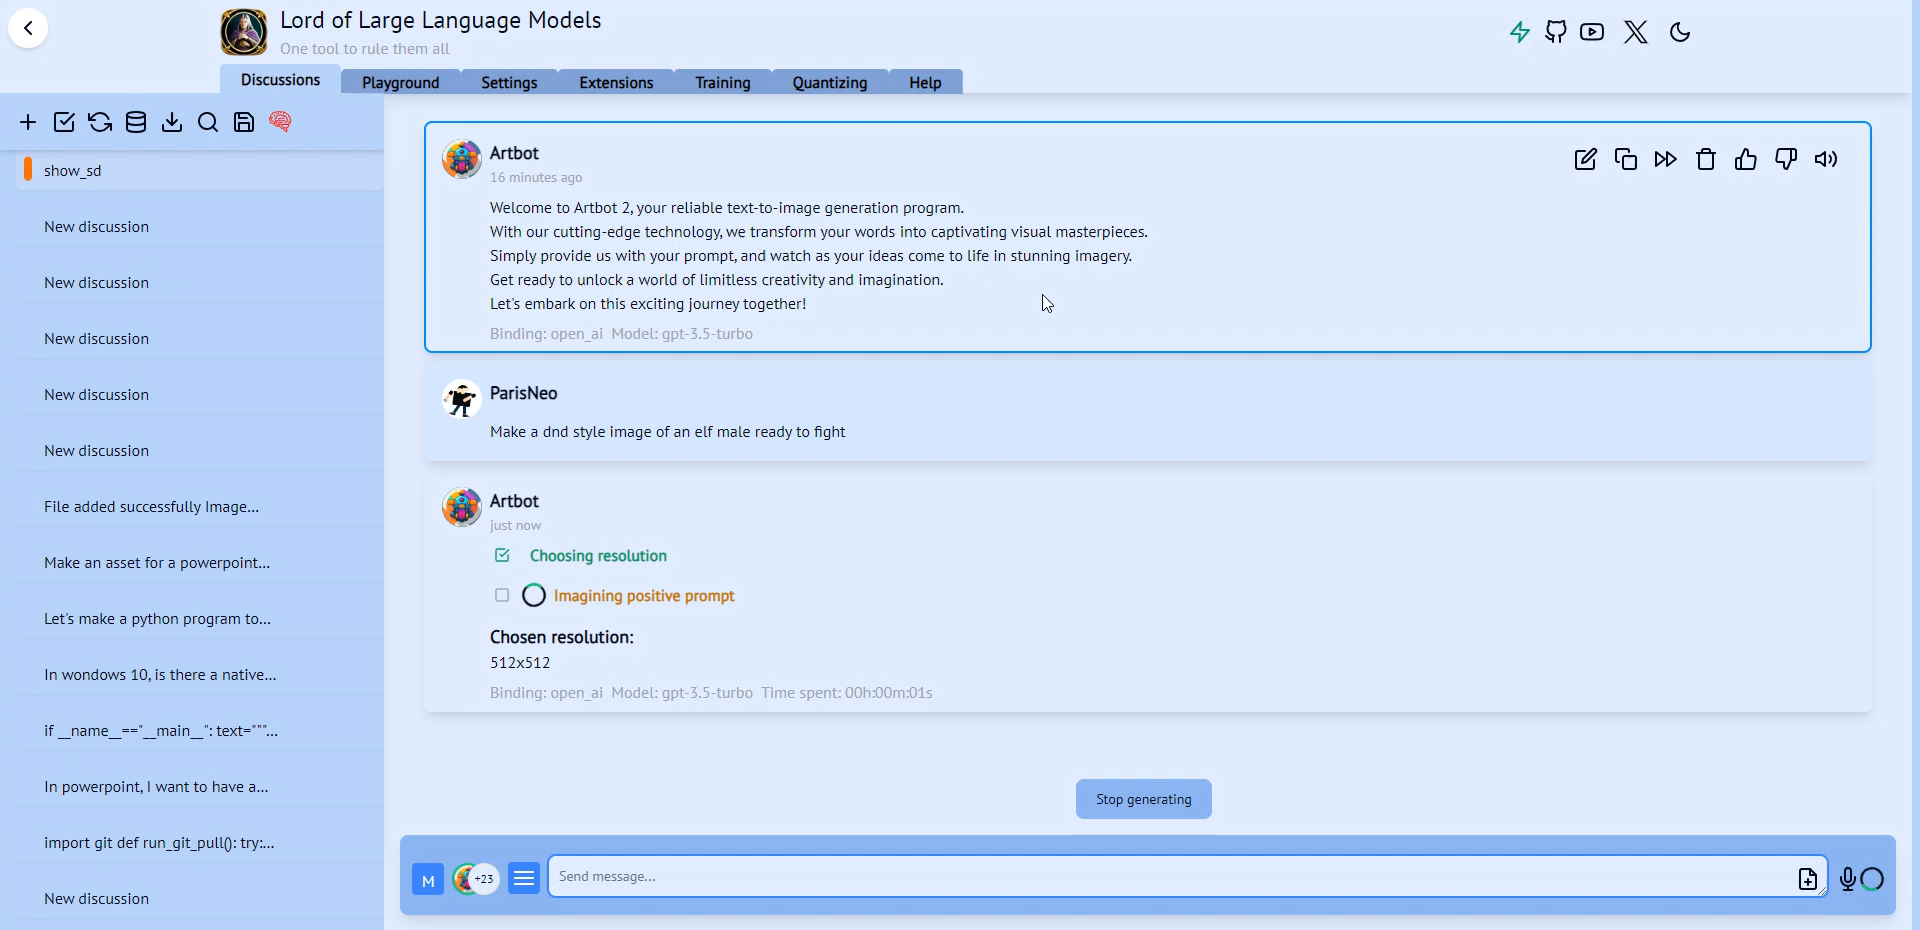 Lord of Large Language Models
One tool to rule them all
Discussions
Playground
Settings
Extensions
Training
Quantizing
Help
show_sd
New discussion
New discussion
New discussion
New discussion
New discussion
File added successfully Image...
Make an asset for a powerpoint...
Let's make a python program to...
In wondows 10, is there a native...
if __name__=="__main__": text="""...
In powerpoint, I want to have a...
import git def run_git_pull(): try:...
New discussion
Artbot
16 minutes ago
Welcome to Artbot 2, your reliable text-to-image generation program.
With our cutting-edge technology, we transform your words into captivating visual masterpieces.
Simply provide us with your prompt, and watch as your ideas come to life in stunning imagery.
Get ready to unlock a world of limitless creativity and imagination.
Let's embark on this exciting journey together!
Binding: open_ai Model: gpt-3.5-turbo
ParisNeo
Make a dnd style image of an elf male ready to fight
Artbot
just now
Choosing resolution
Imagining positive prompt
Chosen resolution:
512x512
Binding: open_ai Model: gpt-3.5-turbo Time spent: 00h:00m:01s
Stop generating
M
+23
Send message...